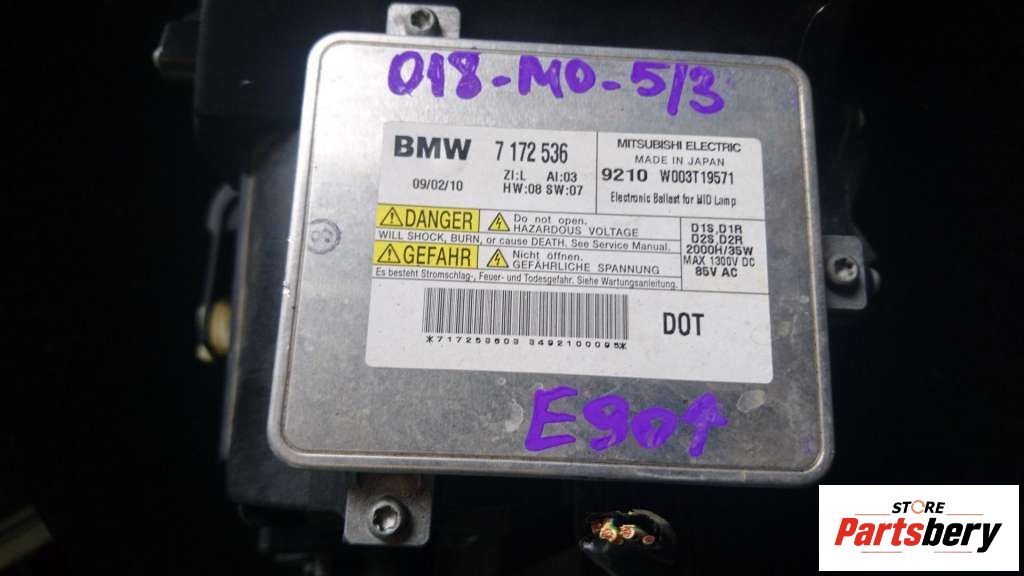 018-MO-5/3
BMW 7 172 536
09/02/10
ZI:L AI:03
HW:08 SW:07
MITSUBISHI ELECTRIC
MADE IN JAPAN
9210 W003T19571
Electronic Ballast for HID Lamp
DANGER
Do not open.
HAZARDOUS VOLTAGE
WILL SHOCK, BURN, or cause DEATH. See Service Manual.
GEFAHR
Nicht öffnen.
GEFÄHRLICHE SPANNUNG
Es besteht Stromschlag-, Feuer- und Todesgefahr. Siehe Wartungsanleitung.
D1S,D1R
D2S,D2R
2000H/35W
MAX 1300V DC
85V AC
*717253603 3492100095*
DOT
E90↑
STORE
Partsbery